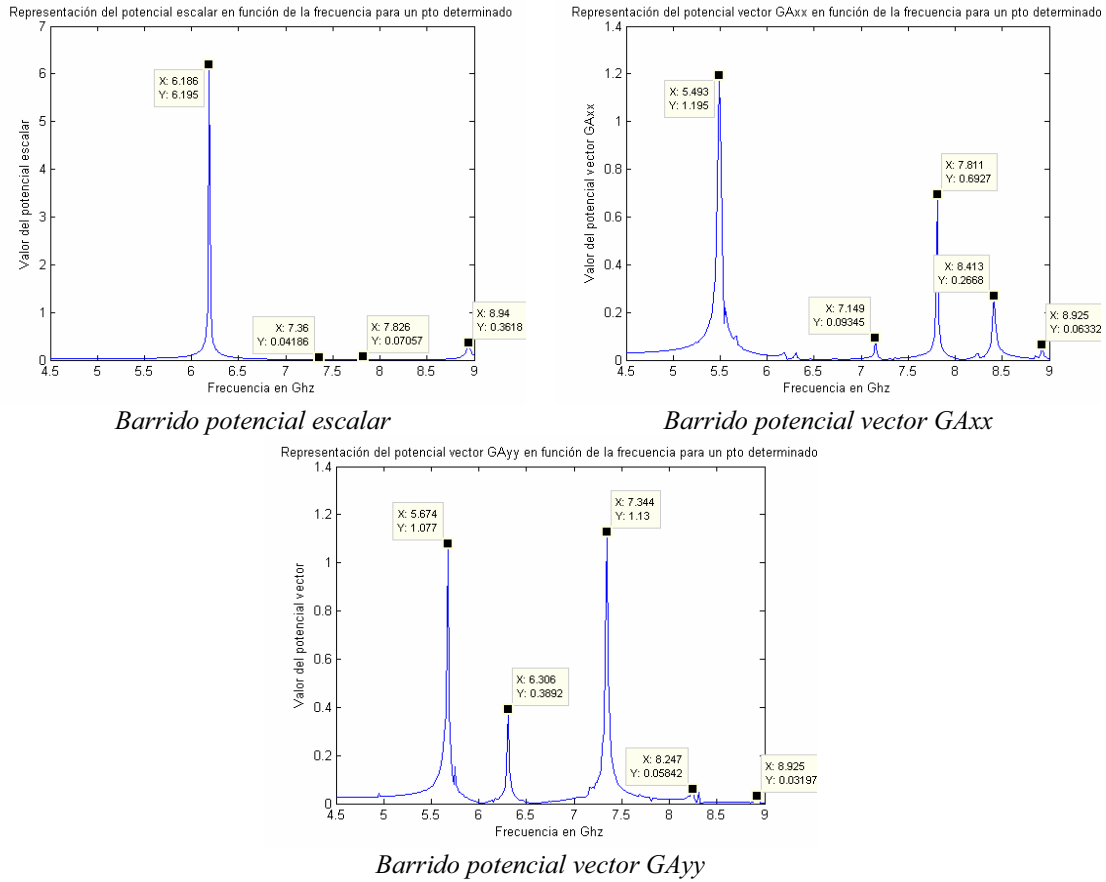 Representación del potencial escalar en función de la frecuencia para un pto determinado
7
6
5
4
3
2
1
0
Valor del potencial escalar
X: 6.186
Y: 6.195
X: 7.36
Y: 0.04186
X: 7.826
Y: 0.07057
X: 8.94
Y: 0.3618
4.5 5 5.5 6 6.5 7 7.5 8 8.5 9
Frecuencia en Ghz
Barrido potencial escalar
Representación del potencial vector GAxx en función de la frecuencia para un pto determinado
1.4
1.2
1
0.8
0.6
0.4
0.2
0
Valor del potencial vector GAxx
X: 5.493
Y: 1.195
X: 7.149
Y: 0.09345
X: 7.811
Y: 0.6927
X: 8.413
Y: 0.2668
X: 8.925
Y: 0.06332
4.5 5 5.5 6 6.5 7 7.5 8 8.5 9
Frecuencia en Ghz
Barrido potencial vector GAxx
Representación del potencial vector GAyy en función de la frecuencia para un pto determinado
1.4
1.2
1
0.8
0.6
0.4
0.2
0
Valor del potencial vector
X: 5.674
Y: 1.077
X: 6.306
Y: 0.3892
X: 7.344
Y: 1.13
X: 8.247
Y: 0.05842
X: 8.925
Y: 0.03197
4.5 5 5.5 6 6.5 7 7.5 8 8.5 9
Frecuencia en Ghz
Barrido potencial vector GAyy